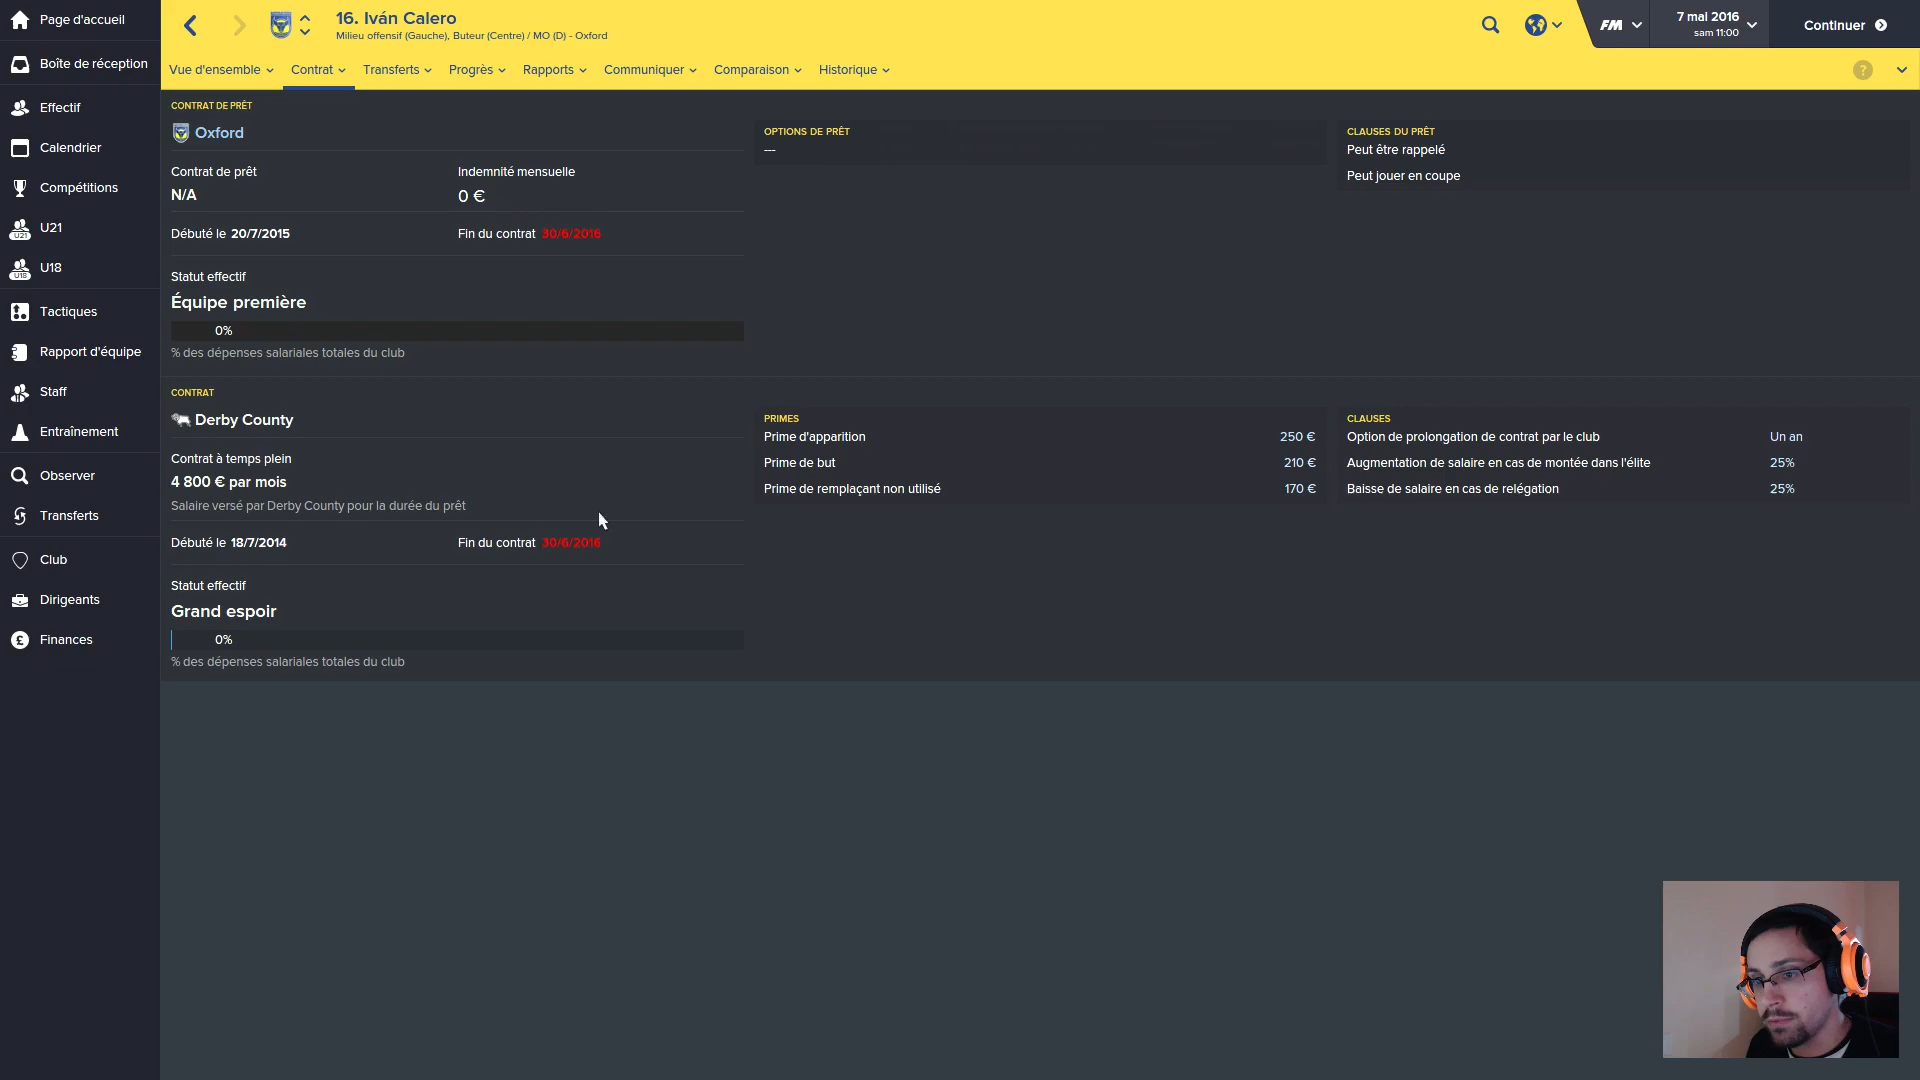 Page d'accueil
Boîte de réception
Effectif
Calendrier
Compétitions
U21
U21
U18
U18
Tactiques
Rapport d'équipe
Staff
Entraînement
Observer
Transferts
Club
Dirigeants
Finances
16. Iván Calero
Milieu offensif (Gauche), Buteur (Centre) / MO (D) - Oxford
FM
7 mai 2016
sam 11:00
Continuer
Vue d'ensemble
Contrat
Transferts
Progrès
Rapports
Communiquer
Comparaison
Historique
?
CONTRAT DE PRÊT
Oxford
Contrat de prêt
N/A
Indemnité mensuelle
0 €
Débuté le 20/7/2015
Fin du contrat 30/6/2016
Statut effectif
Équipe première
0%
% des dépenses salariales totales du club
OPTIONS DE PRÊT
---
CLAUSES DU PRÊT
Peut être rappelé
Peut jouer en coupe
CONTRAT
Derby County
Contrat à temps plein
4 800 € par mois
Salaire versé par Derby County pour la durée du prêt
Débuté le 18/7/2014
Fin du contrat 30/6/2016
Statut effectif
Grand espoir
0%
% des dépenses salariales totales du club
PRIMES
Prime d'apparition 250 €
Prime de but 210 €
Prime de remplaçant non utilisé 170 €
CLAUSES
Option de prolongation de contrat par le club Un an
Augmentation de salaire en cas de montée dans l'élite 25%
Baisse de salaire en cas de relégation 25%